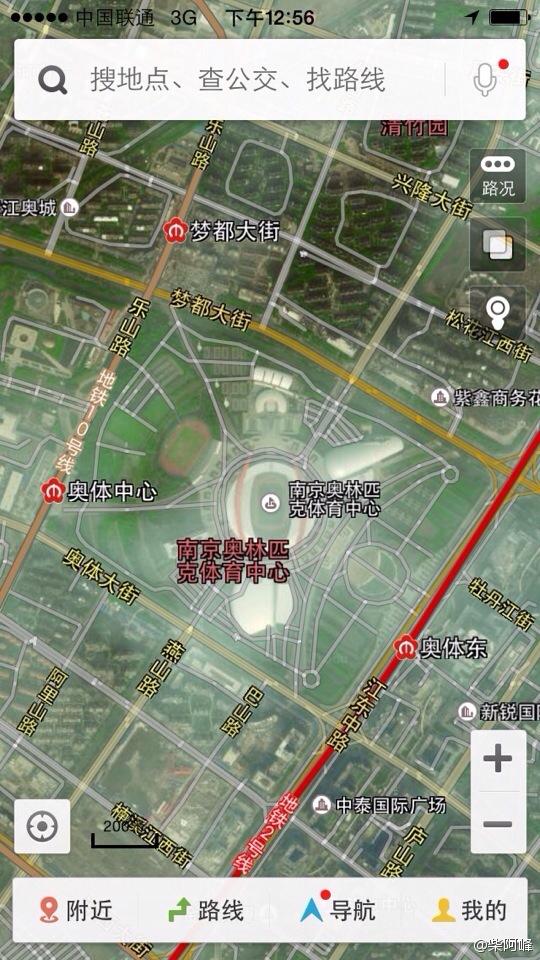 中国联通 3G 下午12:56
搜地点、查公交、找路线
乐山路
清竹园
路况
兴隆大街
江奥城
梦都大街
梦都大街
乐山路
松花江西街
地铁10号线
紫鑫商务花
奥体中心
南京奥林匹
克体育中心
南京奥林匹
克体育中心
奥体大街
牡丹江街
奥体东
燕山路
阿里山路
巴山路
江东中路
新锐国际
中泰国际广场
地铁2号线
楠溪江西街
庐山路
附近
路线
导航
我的
@柴阿峰